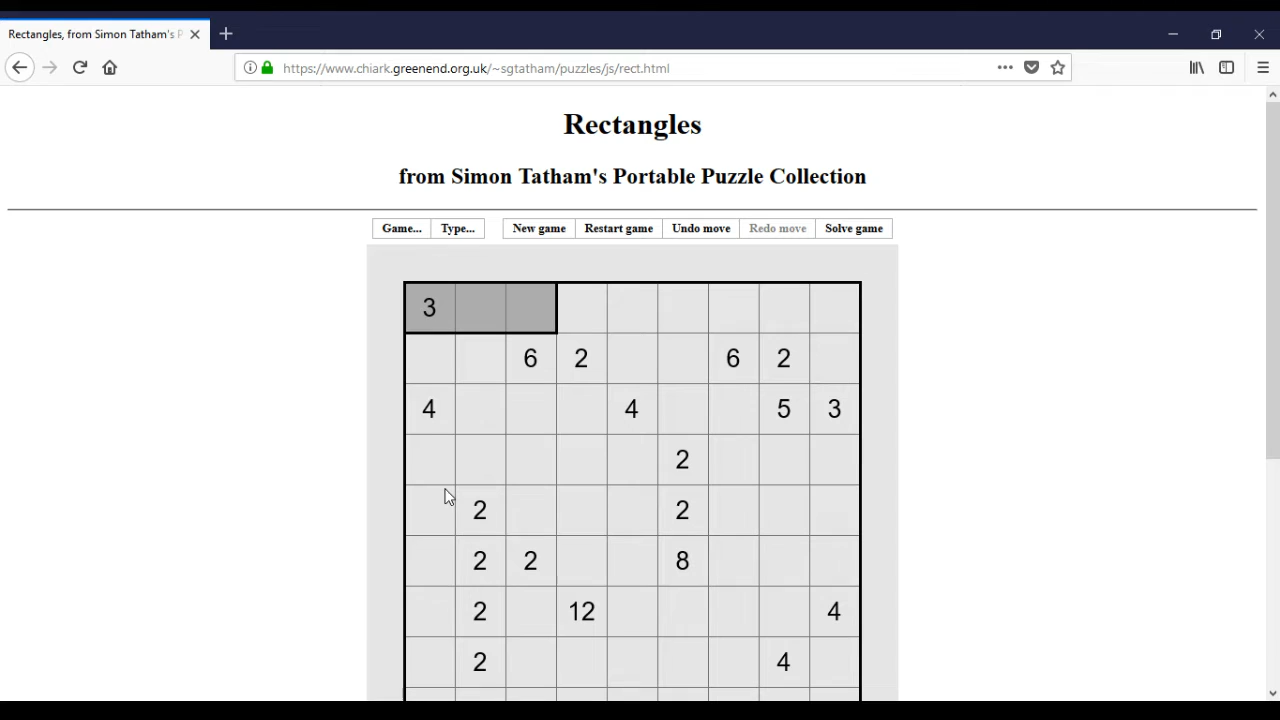 Rectangles, from Simon Tatham's P
https://www.chiark.greenend.org.uk/~sgtatham/puzzles/js/rect.html
Rectangles
from Simon Tatham's Portable Puzzle Collection
Game... Type... New game Restart game Undo move Redo move Solve game
3
6 2 6 2
4 4 5 3
2
2 2
2 2 8
2 12 4
2 4